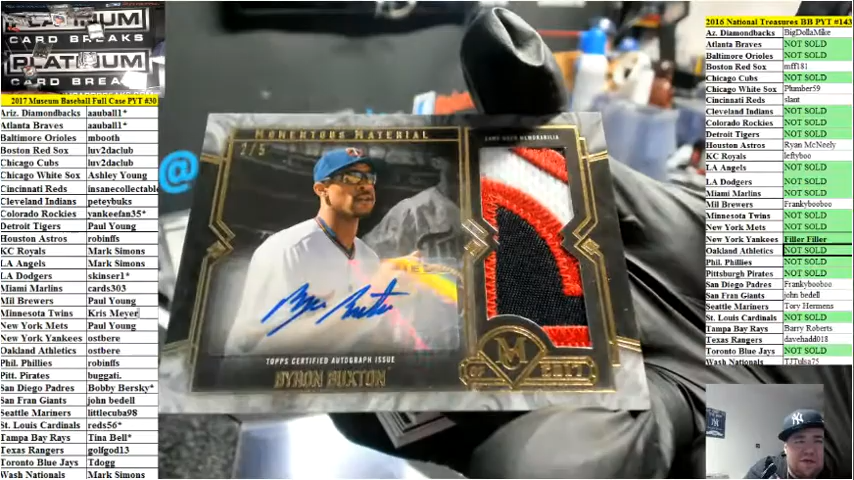 PLATINUM
CARD BREAKS
PLATINUM
CARD BREAKS
2017 Museum Baseball Full Case PYT #30
Ariz. Diamondbacks aauball1*
Atlanta Braves aauball1*
Baltimore Orioles mbooth
Boston Red Sox luv2daclub
Chicago Cubs luv2daclub
Chicago White Sox Ashley Young
Cincinnati Reds insanecollectable
Cleveland Indians peteybuks
Colorado Rockies yankeefan35*
Detroit Tigers Paul Young
Houston Astros robinffs
KC Royals Mark Simons
LA Angels Mark Simons
LA Dodgers skinser1*
Miami Marlins cards303
Mil Brewers Paul Young
Minnesota Twins Kris Meyer
New York Mets Paul Young
New York Yankees ostbere
Oakland Athletics ostbere
Phil. Phillies robinffs
Pitt. Pirates buggati.
San Diego Padres Bobby Bersky*
San Fran Giants john bedell
Seattle Mariners littlecuba98
St. Louis Cardinals reds56*
Tampa Bay Rays Tina Bell*
Texas Rangers golfgod13
Toronto Blue Jays Tdogg
Wash Nationals Mark Simons
@
MOMENTOUS MATERIAL
2/5
GAME-USED MEMORABILIA
TOPPS CERTIFIED AUTOGRAPH ISSUE
BYRON BUXTON
M
2017
2016 National Treasures BB PYT #143
Az. Diamondbacks BigDollaMike
Atlanta Braves NOT SOLD
Baltimore Orioles NOT SOLD
Boston Red Sox mff181
Chicago Cubs NOT SOLD
Chicago White Sox Plumber59
Cincinnati Reds slant
Cleveland Indians NOT SOLD
Colorado Rockies NOT SOLD
Detroit Tigers NOT SOLD
Houston Astros Ryan McNeely
KC Royals leftyboo
LA Angels NOT SOLD
LA Dodgers NOT SOLD
Miami Marlins NOT SOLD
Mil Brewers Frankybooboo
Minnesota Twins NOT SOLD
New York Mets NOT SOLD
New York Yankees Filler Filler
Oakland Athletics NOT SOLD
Phil. Phillies NOT SOLD
Pittsburgh Pirates NOT SOLD
San Diego Padres Frankybooboo
San Fran Giants john bedell
Seattle Mariners Tory Hermens
St. Louis Cardinals NOT SOLD
Tampa Bay Rays Barry Roberts
Texas Rangers davehadd018
Toronto Blue Jays NOT SOLD
Wash Nationals TJTulsa75